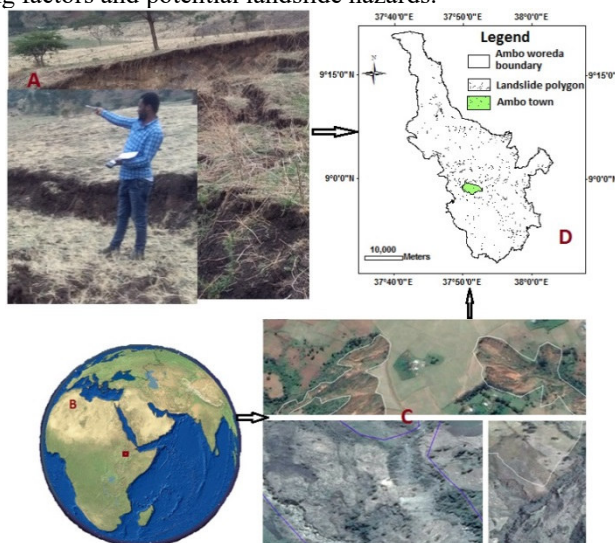 ng factors and potential landslide hazards.
A
37°40'0"E 37°50'0"E 38°0'0"E
Legend
Ambo woreda
boundary
Landslide polygon
Ambo town
9°15'0"N
9°15'0"N
9°0'0"N
9°0'0"N
D
10,000
Meters
37°40'0"E 37°50'0"E 38°0'0"E
B
C